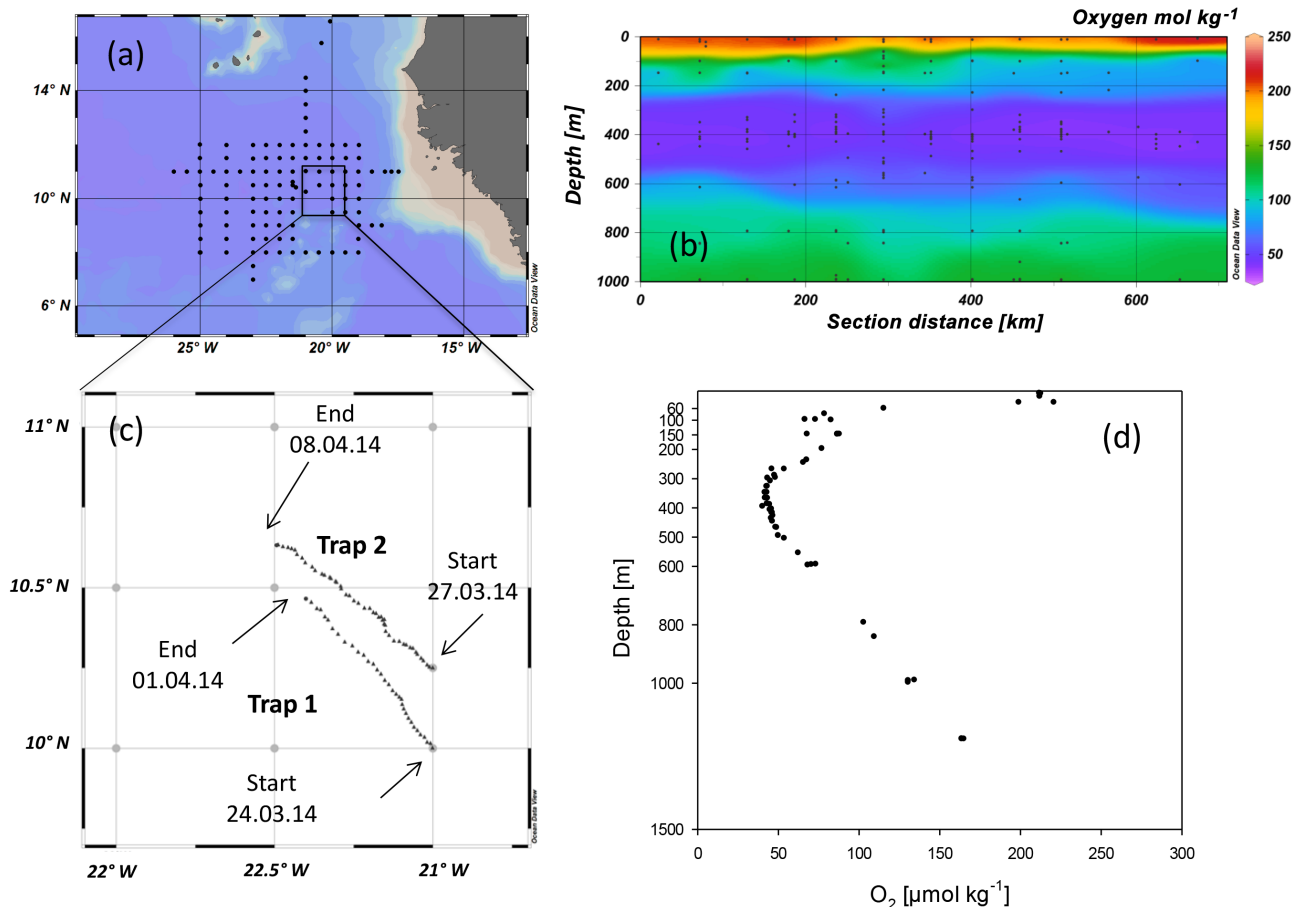 (a)
14° N
10° N
6° N
25° W
20° W
15° W
Ocean Data View
Oxygen mol kg-1
0
200
400
600
800
1000
Depth [m]
(b)
0
200
400
600
Section distance [km]
250
200
150
100
50
Ocean Data View
(c)
11° N
10.5° N
10° N
End
08.04.14
Trap 2
Start
27.03.14
End
01.04.14
Trap 1
Start
24.03.14
22° W
22.5° W
21° W
Ocean Data View
(d)
60
100
150
200
300
400
500
600
800
1000
1500
Depth [m]
0
50
100
150
200
250
300
O2 [µmol kg-1]